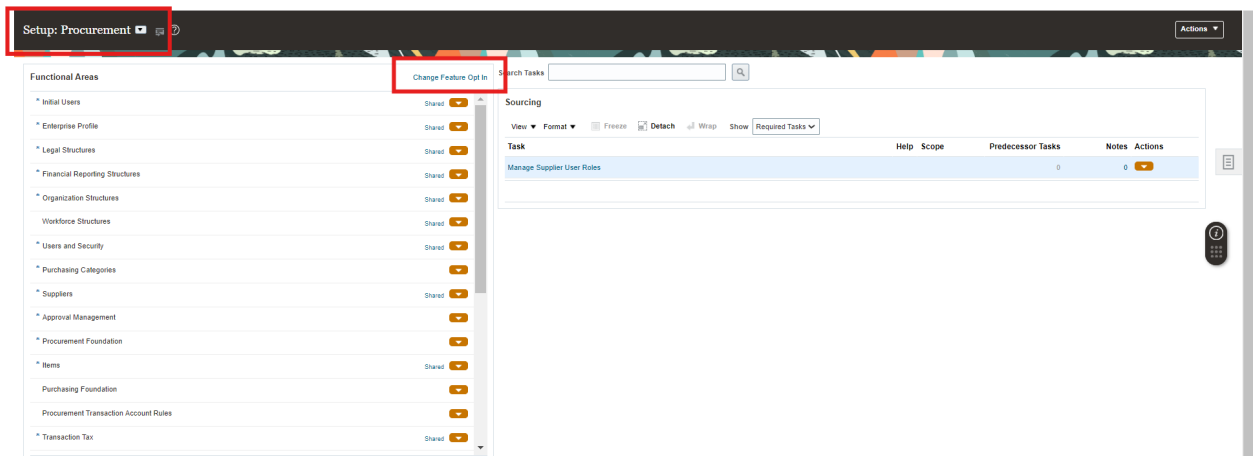 Setup: Procurement
Actions
Functional Areas
Change Feature Opt In
* Initial Users Shared
* Enterprise Profile Shared
* Legal Structures Shared
* Financial Reporting Structures Shared
* Organization Structures Shared
Workforce Structures Shared
* Users and Security Shared
* Purchasing Categories
* Suppliers Shared
* Approval Management
* Procurement Foundation
* Items Shared
Purchasing Foundation
Procurement Transaction Account Rules
* Transaction Tax Shared
Search Tasks
Sourcing
View Format Freeze Detach Wrap Show Required Tasks
Task Help Scope Predecessor Tasks Notes Actions
Manage Supplier User Roles 0 0